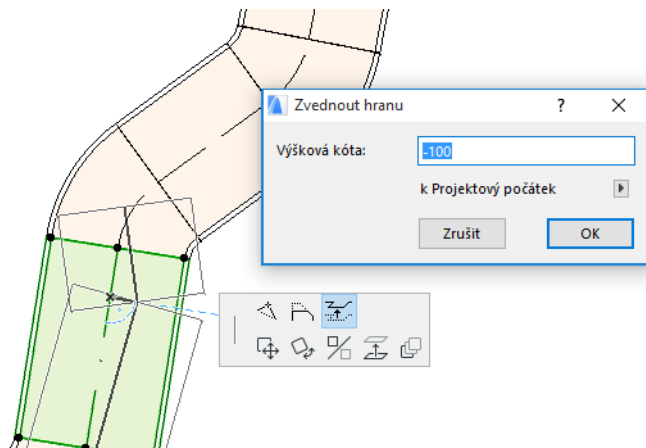 Zvednout hranu
Výšková kóta:
-100
k Projektový počátek
Zrušit
OK